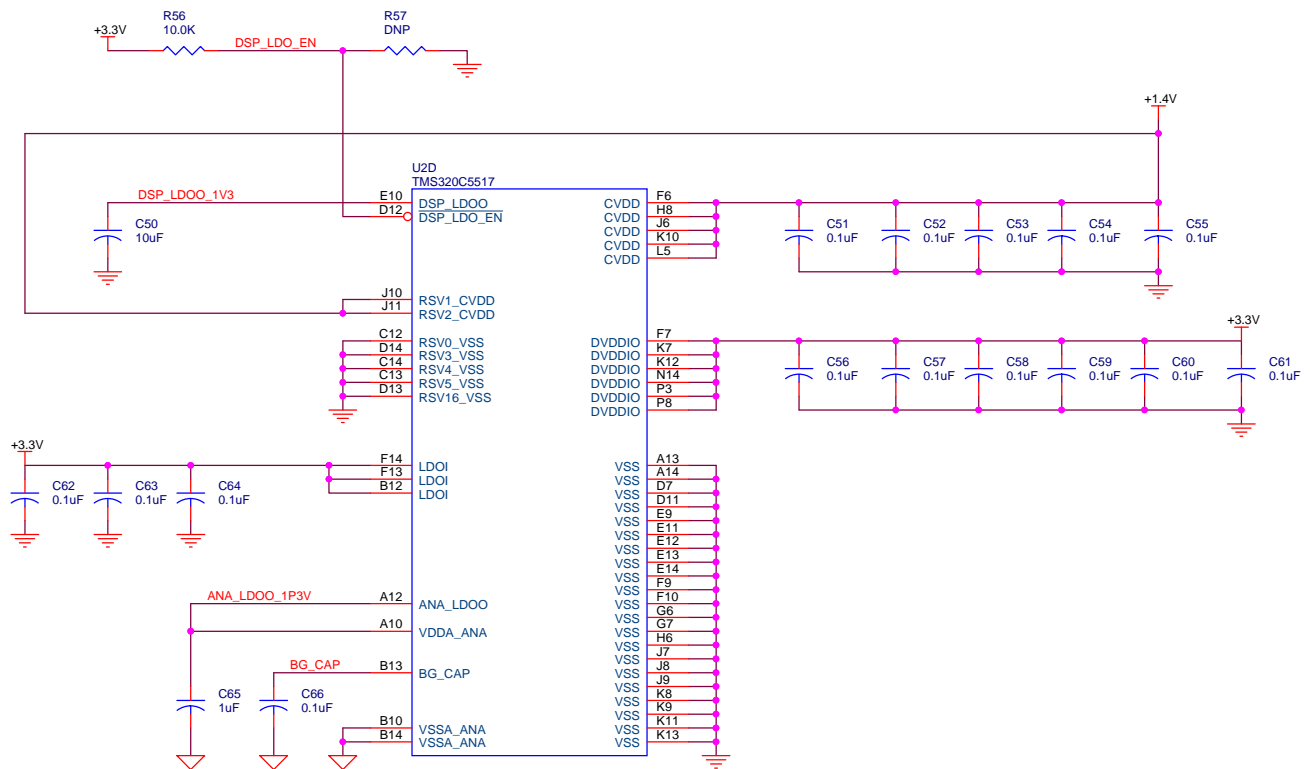 R56
10.0K
R57
DNP
+3.3V
DSP_LDO_EN
+1.4V
U2D
TMS320C5517
DSP_LDOO_1V3
E10
DSP_LDOO
D12
DSP_LDO_EN
C50
10uF
J10
RSV1_CVDD
J11
RSV2_CVDD
C12
RSV0_VSS
D14
RSV3_VSS
C14
RSV4_VSS
C13
RSV5_VSS
D13
RSV16_VSS
+3.3V
F14
LDOI
F13
LDOI
B12
LDOI
C62
0.1uF
C63
0.1uF
C64
0.1uF
ANA_LDOO_1P3V
A12
ANA_LDOO
A10
VDDA_ANA
BG_CAP
B13
BG_CAP
C65
1uF
C66
0.1uF
B10
VSSA_ANA
B14
VSSA_ANA
CVDD
F6
CVDD
H8
CVDD
J6
CVDD
K10
CVDD
L5
C51
0.1uF
C52
0.1uF
C53
0.1uF
C54
0.1uF
C55
0.1uF
+3.3V
DVDDIO
F7
DVDDIO
K7
DVDDIO
K12
DVDDIO
N14
DVDDIO
P3
DVDDIO
P8
C56
0.1uF
C57
0.1uF
C58
0.1uF
C59
0.1uF
C60
0.1uF
C61
0.1uF
VSS
A13
VSS
A14
VSS
D7
VSS
D11
VSS
E9
VSS
E11
VSS
E12
VSS
E13
VSS
E14
VSS
F9
VSS
F10
VSS
G6
VSS
G7
VSS
H6
VSS
J7
VSS
J8
VSS
J9
VSS
K8
VSS
K9
VSS
K11
VSS
K13